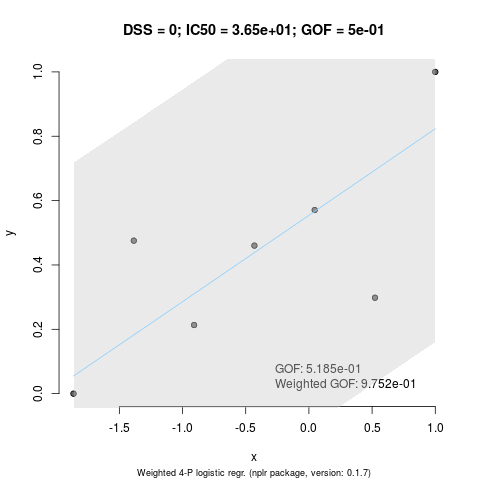 DSS = 0; IC50 = 3.65e+01; GOF = 5e-01
1.0
0.8
0.6
0.4
0.2
0.0
y
GOF: 5.185e-01
Weighted GOF: 9.752e-01
-1.5 -1.0 -0.5 0.0 0.5 1.0
x
Weighted 4-P logistic regr. (nplr package, version: 0.1.7)